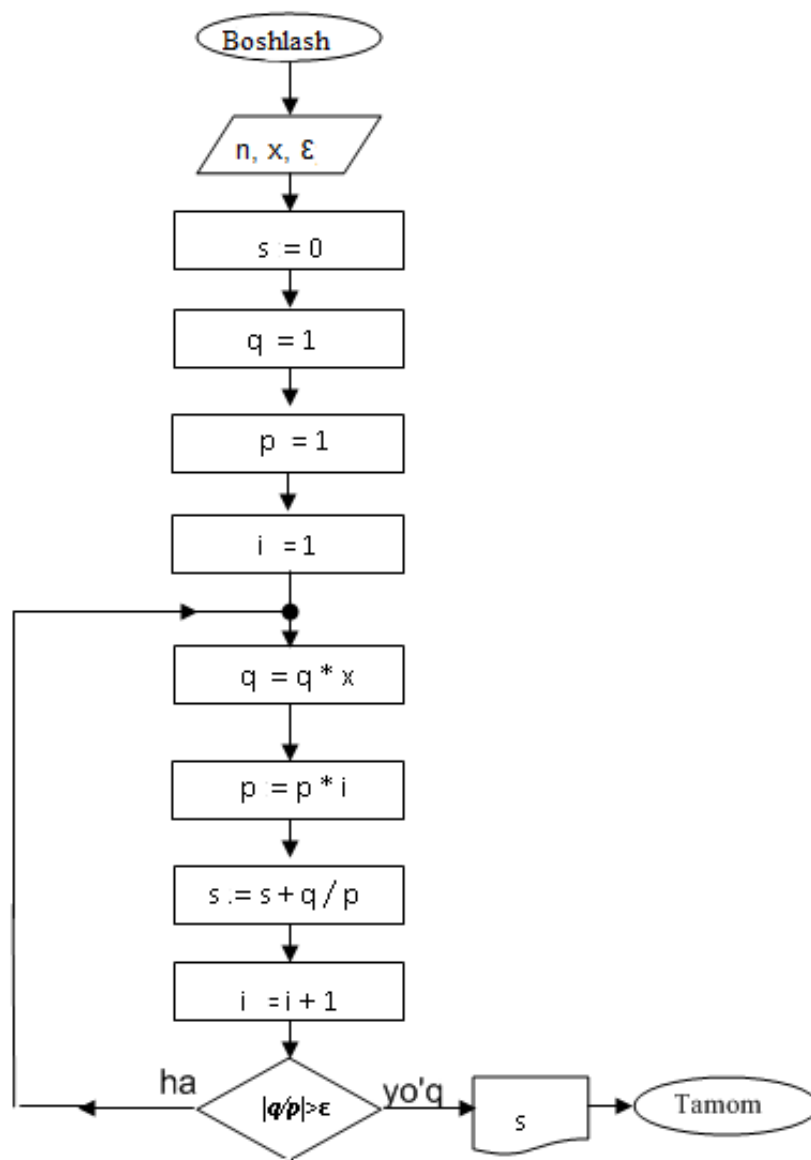 Boshlash
n, x, ε
s := 0
q = 1
p = 1
i = 1
q = q * x
p := p * i
s := s + q / p
i = i + 1
ha
|q/p|>ε
yo'q
s
Tamom